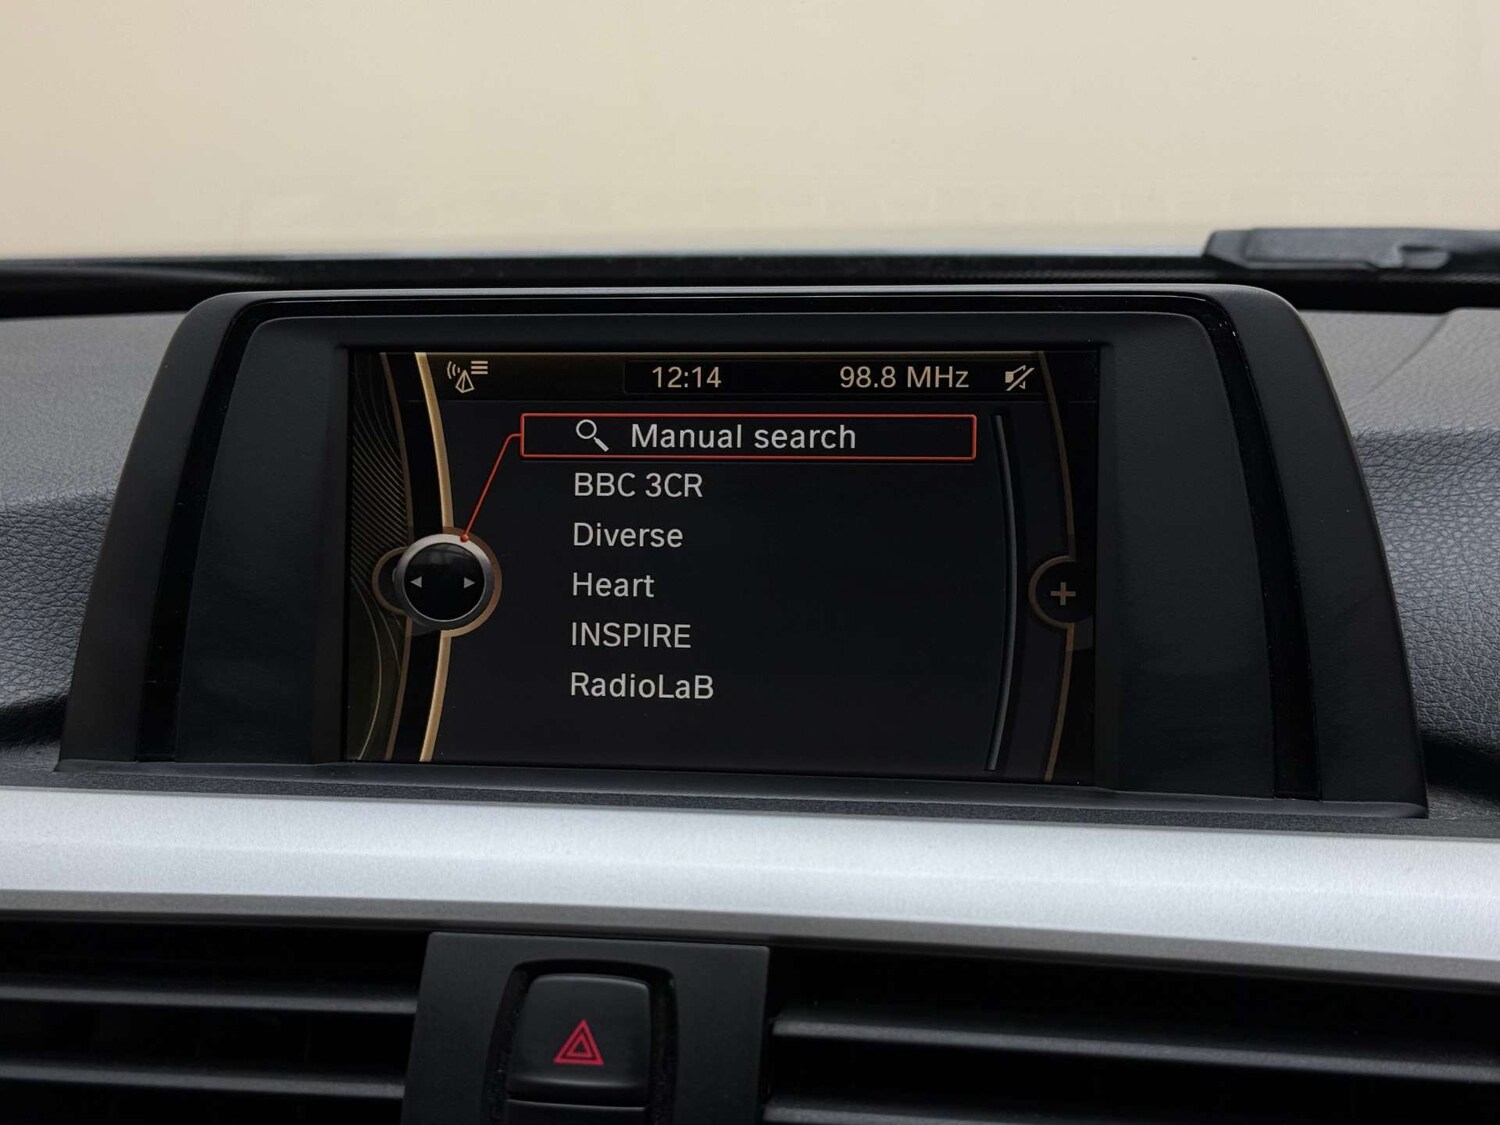 12:14 98.8 MHz
Manual search
BBC 3CR
Diverse
Heart
INSPIRE
RadioLaB